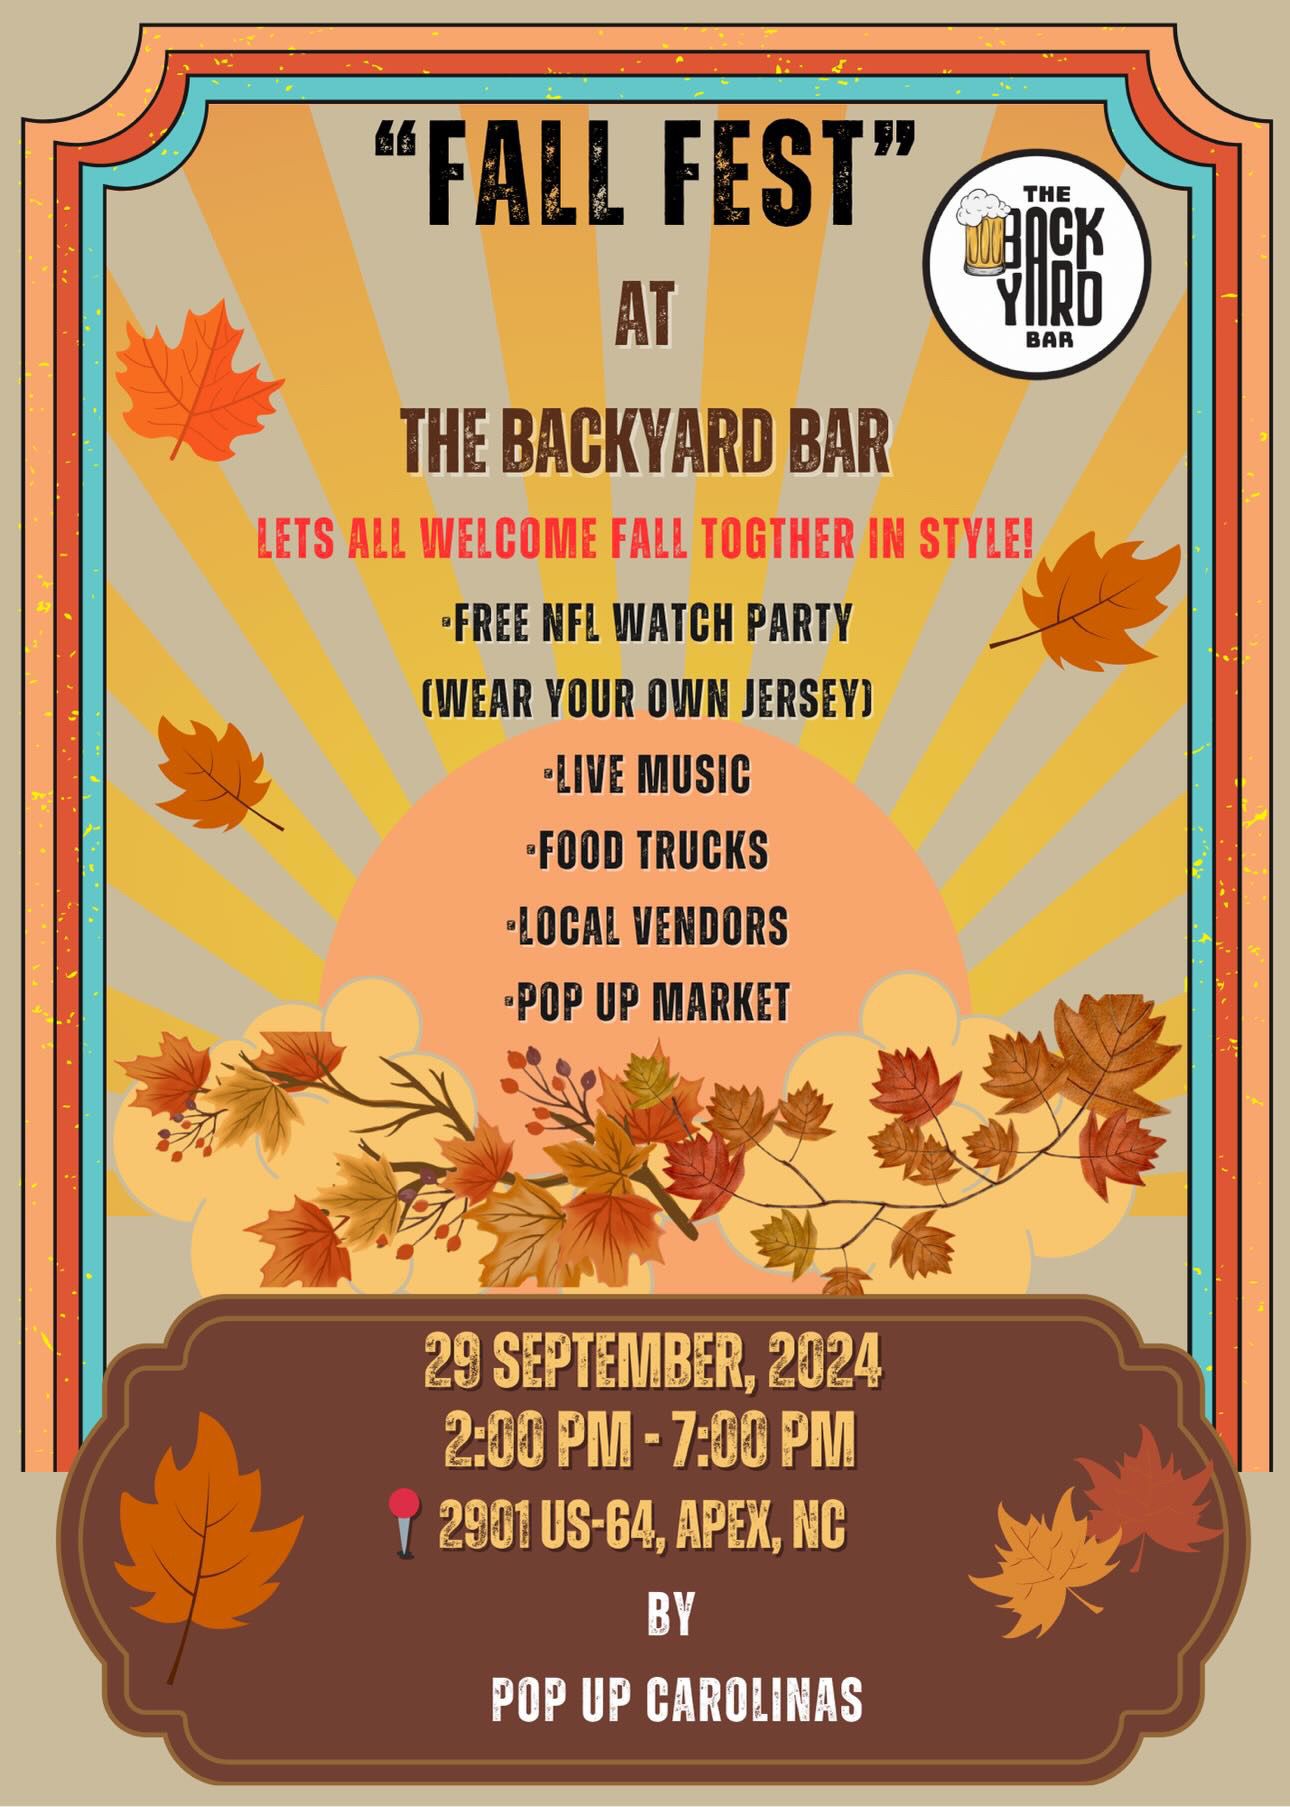 “FALL FEST”
THE
BACK
YARD
BAR
AT
THE BACKYARD BAR
LETS ALL WELCOME FALL TOGTHER IN STYLE!
·FREE NFL WATCH PARTY
(WEAR YOUR OWN JERSEY)
·LIVE MUSIC
·FOOD TRUCKS
·LOCAL VENDORS
·POP UP MARKET
29 SEPTEMBER, 2024
2:00 PM - 7:00 PM
2901 US-64, APEX, NC
BY
POP UP CAROLINAS